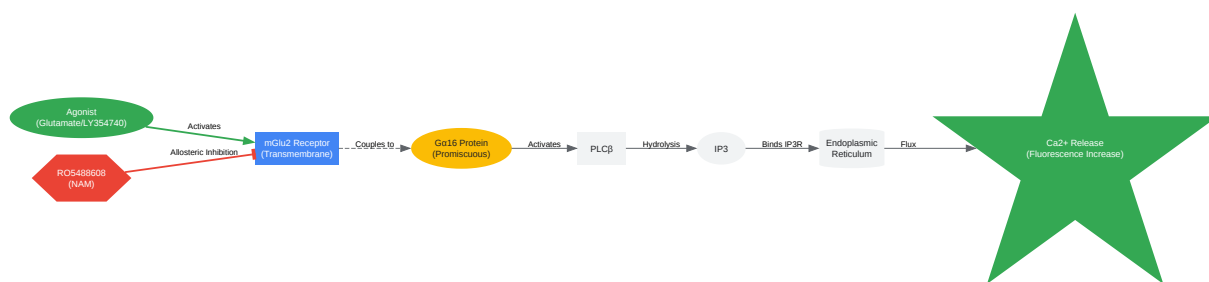 Agonist
(Glutamate/LY354740)
Activates
RO5488608
(NAM)
Allosteric Inhibition
mGlu2 Receptor
(Transmembrane)
Couples to
Gα16 Protein
(Promiscuous)
Activates
PLCβ
Hydrolysis
IP3
Binds IP3R
Endoplasmic
Reticulum
Flux
Ca2+ Release
(Fluorescence Increase)